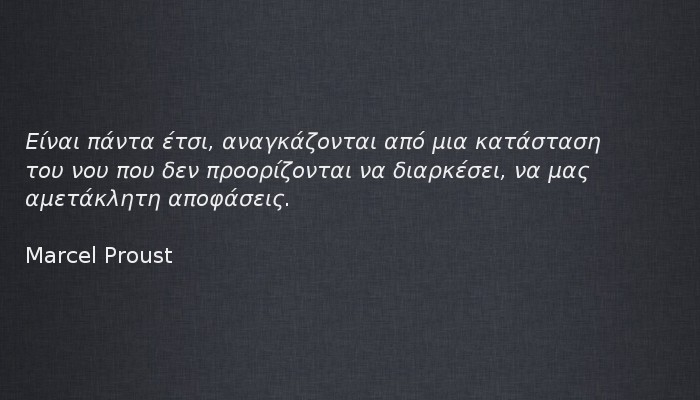 Είναι πάντα έτσι, αναγκάζονται από μια κατάσταση
του νου που δεν προορίζονται να διαρκέσει, να μας
αμετάκλητη αποφάσεις.
Marcel Proust